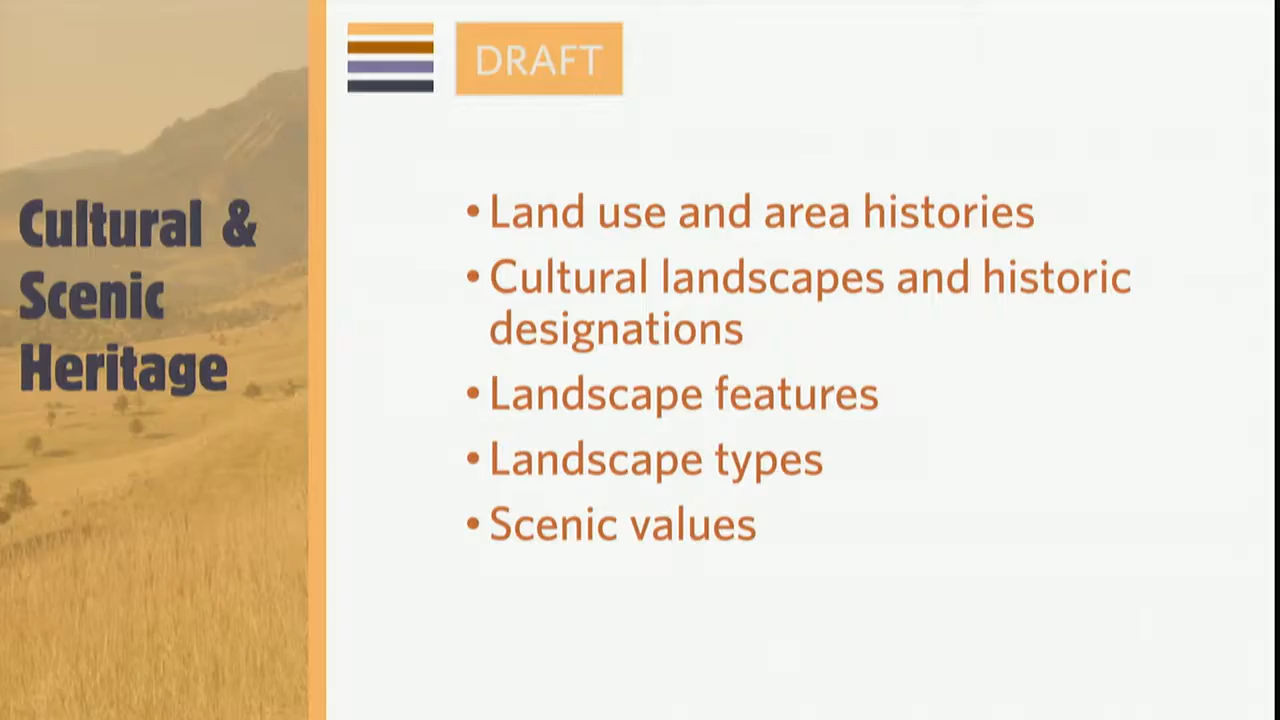 DRAFT
Cultural &
Scenic
Heritage
• Land use and area histories
• Cultural landscapes and historic
designations
• Landscape features
• Landscape types
• Scenic values